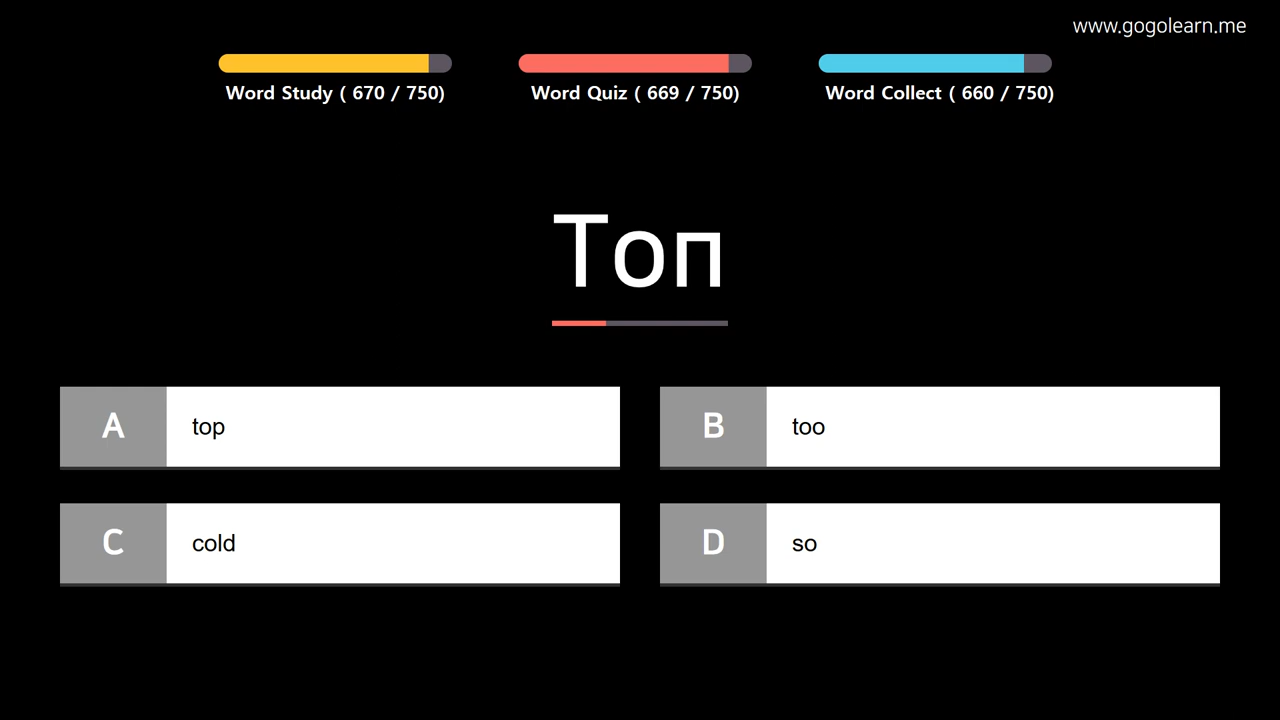 www.gogolearn.me
Word Study ( 670 / 750)
Word Quiz ( 669 / 750)
Word Collect ( 660 / 750)
Топ
A top
B too
C cold
D so